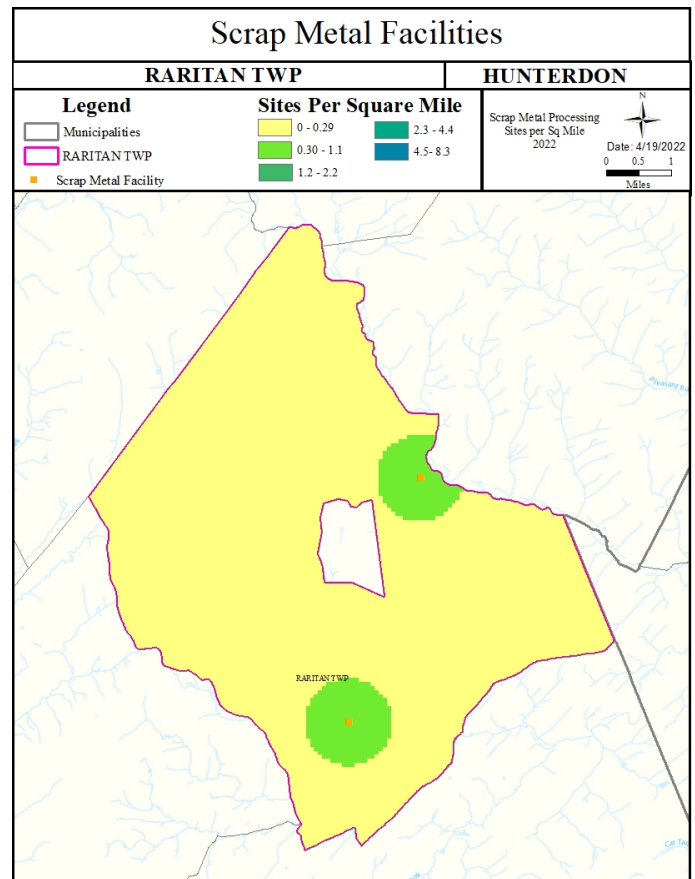 Scrap Metal Facilities
RARITAN TWP
HUNTERDON
Legend
Municipalities
RARITAN TWP
Scrap Metal Facility
Sites Per Square Mile
0 - 0.29
0.30 - 1.1
1.2 - 2.2
2.3 - 4.4
4.5- 8.3
Scrap Metal Processing
Sites per Sq Mile
2022
N
Date: 4/19/2022
0 0.5 1
Miles
RARITAN TWP